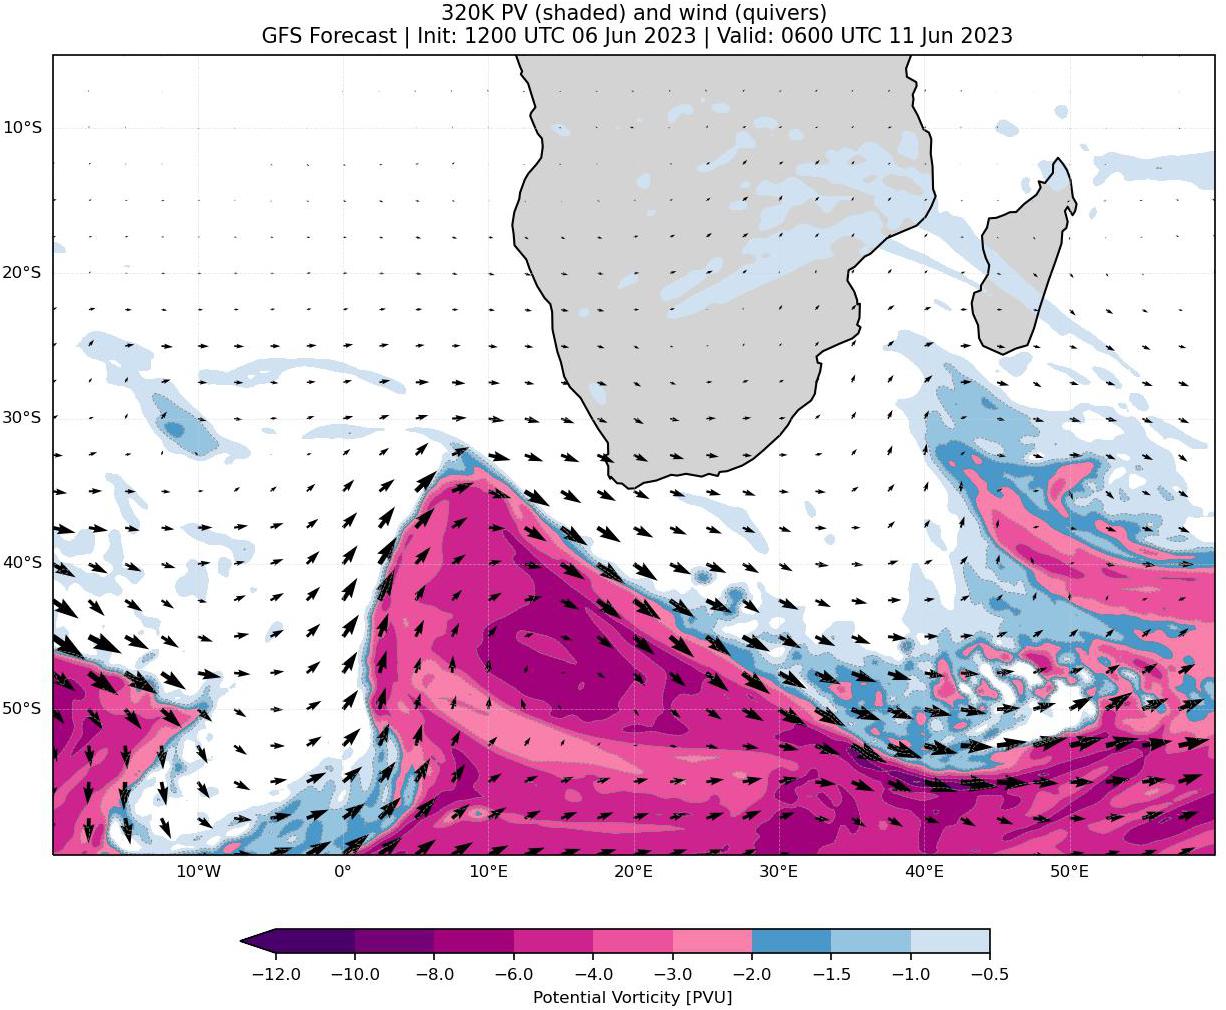 320K PV (shaded) and wind (quivers)
GFS Forecast | Init: 1200 UTC 06 Jun 2023 | Valid: 0600 UTC 11 Jun 2023
10°S
20°S
30°S
40°S
50°S
10°W 0° 10°E 20°E 30°E 40°E 50°E
−12.0 −10.0 −8.0 −6.0 −4.0 −3.0 −2.0 −1.5 −1.0 −0.5
Potential Vorticity [PVU]